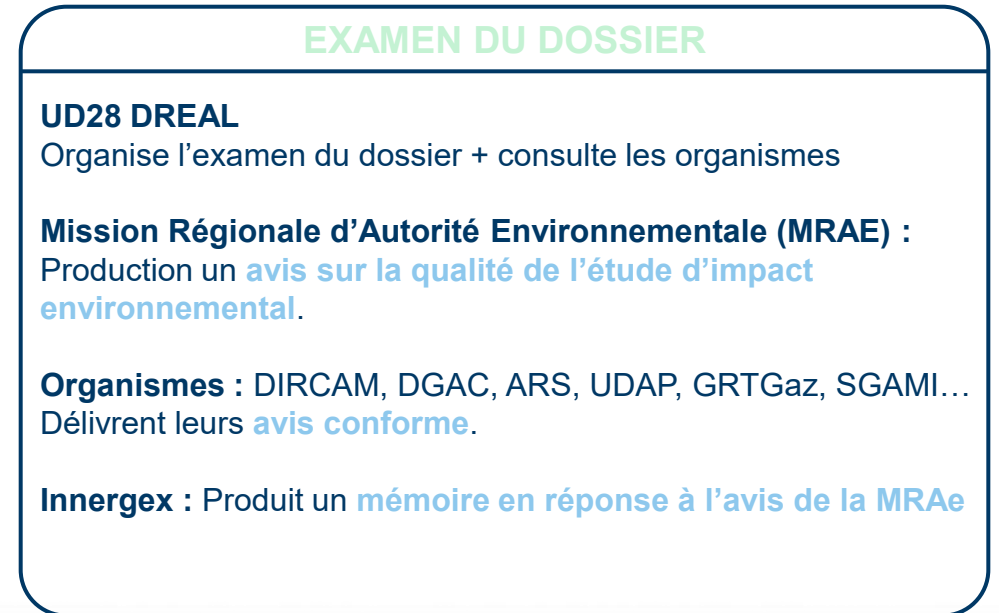 EXAMEN DU DOSSIER
UD28 DREAL
Organise l’examen du dossier + consulte les organismes
Mission Régionale d’Autorité Environnementale (MRAE) :
Production un avis sur la qualité de l’étude d’impact
environnemental.
Organismes : DIRCAM, DGAC, ARS, UDAP, GRTGaz, SGAMI…
Délivrent leurs avis conforme.
Innergex : Produit un mémoire en réponse à l’avis de la MRAe